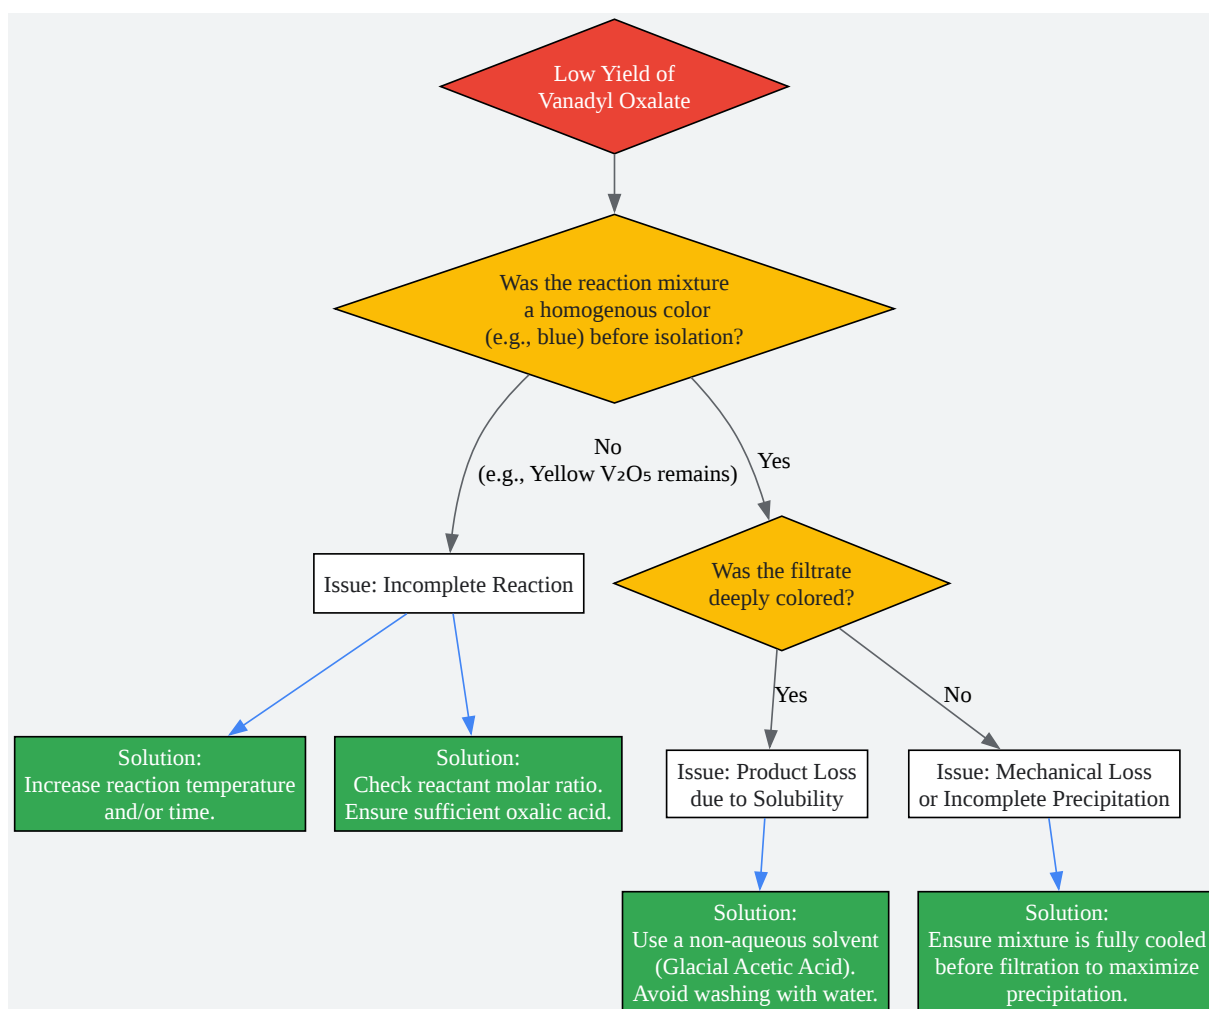 Low Yield of
Vanadyl Oxalate
Was the reaction mixture
a homogenous color
(e.g., blue) before isolation?
No
(e.g., Yellow V₂O₅ remains)
Yes
Issue: Incomplete Reaction
Was the filtrate
deeply colored?
Yes
No
Solution:
Increase reaction temperature
and/or time.
Solution:
Check reactant molar ratio.
Ensure sufficient oxalic acid.
Issue: Product Loss
due to Solubility
Issue: Mechanical Loss
or Incomplete Precipitation
Solution:
Use a non-aqueous solvent
(Glacial Acetic Acid).
Avoid washing with water.
Solution:
Ensure mixture is fully cooled
before filtration to maximize
precipitation.